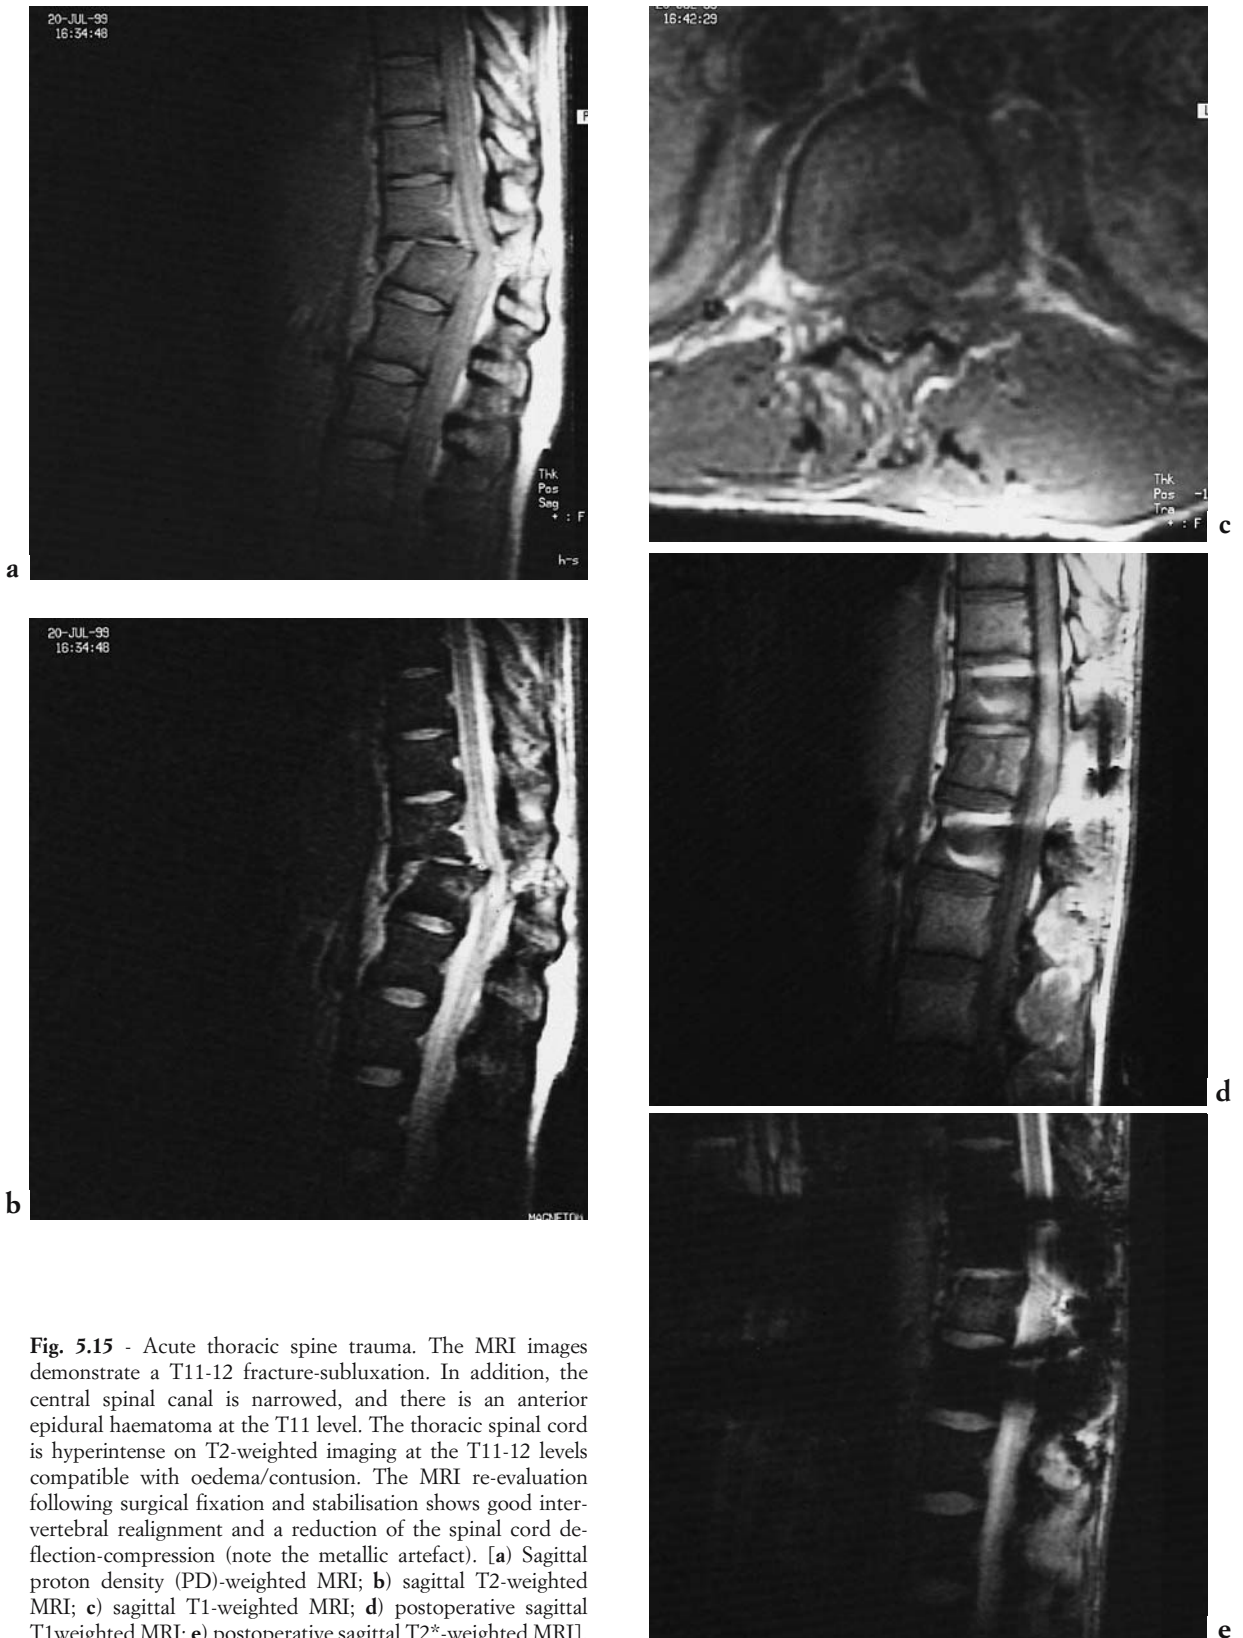 20-JUL-99
16:34:48
P
Thk
Pos
Sag
+ : F
h-s
a
16:42:29
L
Thk
Pos -1
Tra
+ : F
c
20-JUL-99
16:34:48
MAGNETOM
b
d
e
Fig. 5.15 - Acute thoracic spine trauma. The MRI images
demonstrate a T11-12 fracture-subluxation. In addition, the
central spinal canal is narrowed, and there is an anterior
epidural haematoma at the T11 level. The thoracic spinal cord
is hyperintense on T2-weighted imaging at the T11-12 levels
compatible with oedema/contusion. The MRI re-evaluation
following surgical fixation and stabilisation shows good inter-
vertebral realignment and a reduction of the spinal cord de-
flection-compression (note the metallic artefact). [a) Sagittal
proton density (PD)-weighted MRI; b) sagittal T2-weighted
MRI; c) sagittal T1-weighted MRI; d) postoperative sagittal
T1weighted MRI; e) postoperative sagittal T2*-weighted MRI]